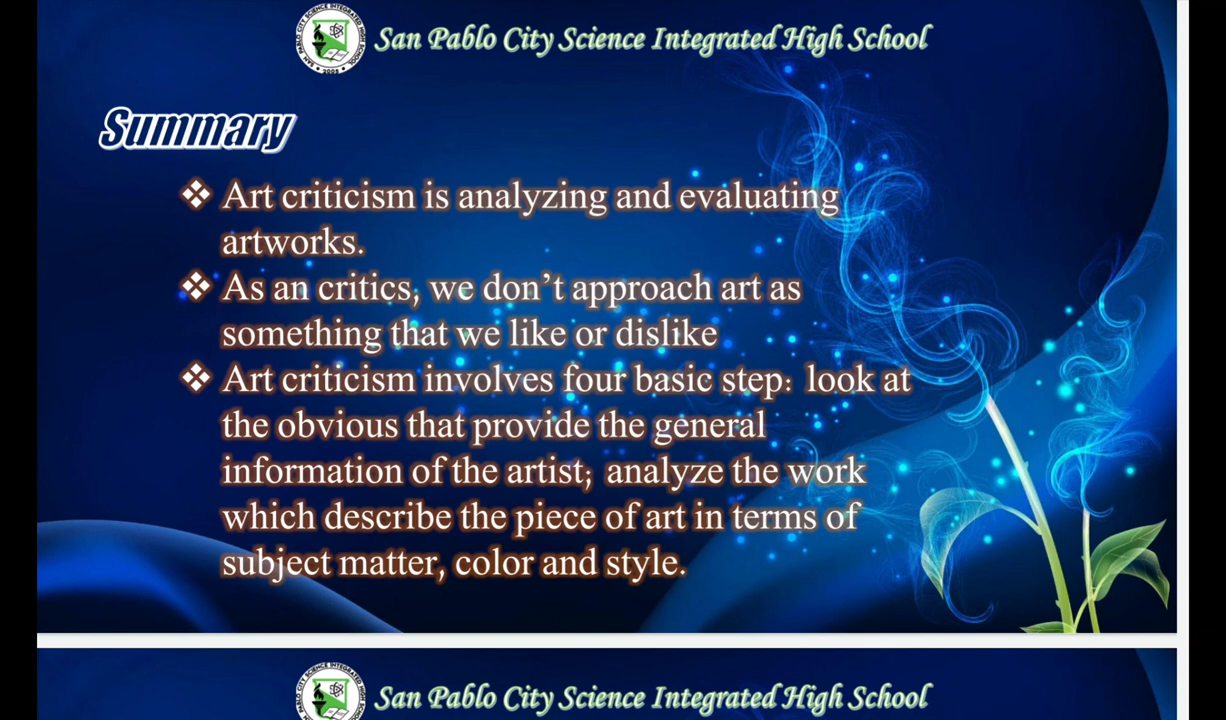 San Pablo City Science Integrated High School
Summary
❖ Art criticism is analyzing and evaluating
artworks.
❖ As an critics, we don't approach art as
something that we like or dislike
❖ Art criticism involves four basic step: look at
the obvious that provide the general
information of the artist; analyze the work
which describe the piece of art in terms of
subject matter, color and style.
San Pablo City Science Integrated High School